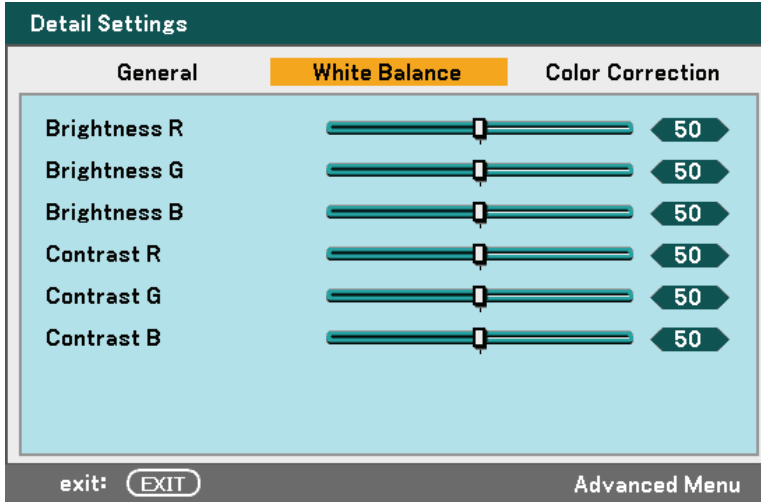 Detail Settings
General White Balance Color Correction
Brightness R 50
Brightness G 50
Brightness B 50
Contrast R 50
Contrast G 50
Contrast B 50
exit: EXIT Advanced Menu